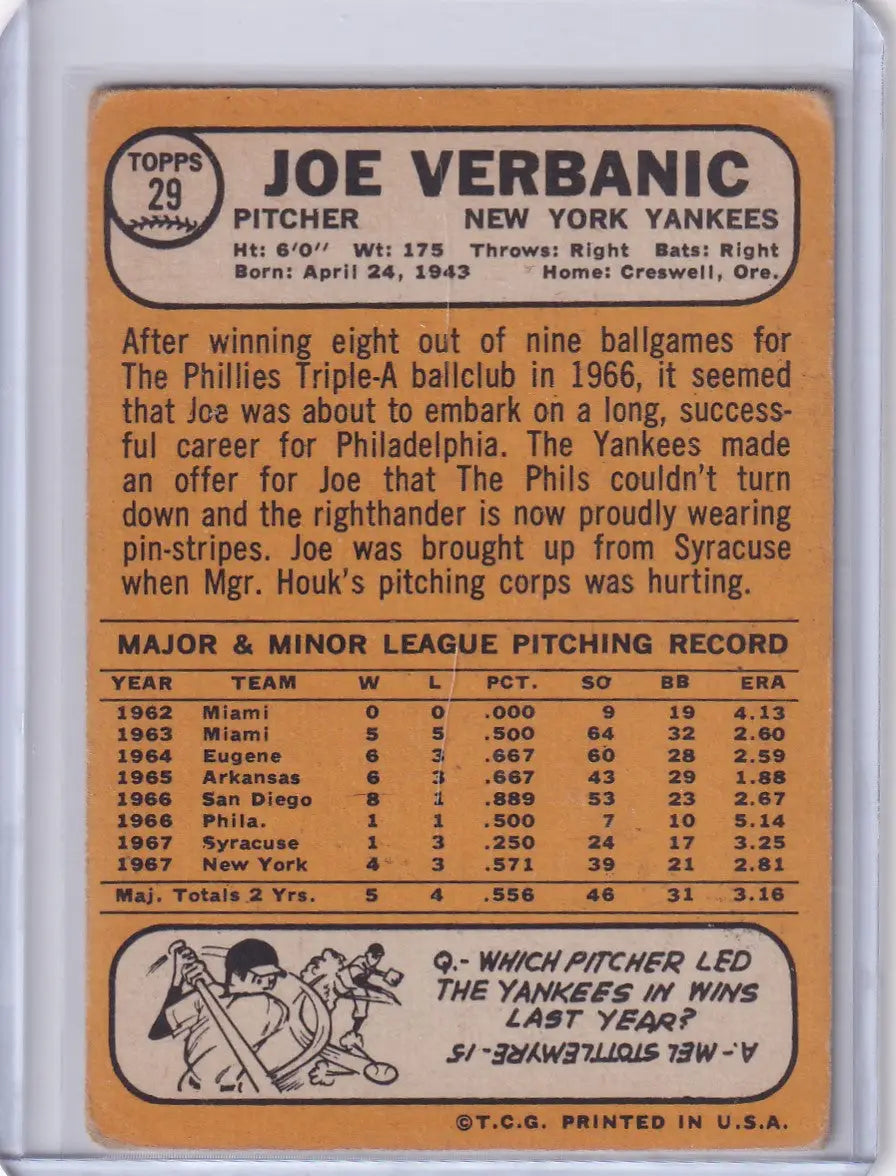 TOPPS
29
JOE VERBANIC
PITCHER NEW YORK YANKEES
Ht: 6'0" Wt: 175 Throws: Right Bats: Right
Born: April 24, 1943 Home: Creswell, Ore.
After winning eight out of nine ballgames for
The Phillies Triple-A ballclub in 1966, it seemed
that Joe was about to embark on a long, success-
ful career for Philadelphia. The Yankees made
an offer for Joe that The Phils couldn't turn
down and the righthander is now proudly wearing
pin-stripes. Joe was brought up from Syracuse
when Mgr. Houk's pitching corps was hurting.
MAJOR & MINOR LEAGUE PITCHING RECORD
YEAR TEAM W L PCT. SO BB ERA
1962 Miami 0 0 .000 9 19 4.13
1963 Miami 5 5 .500 64 32 2.60
1964 Eugene 6 3 .667 60 28 2.59
1965 Arkansas 6 3 .667 43 29 1.88
1966 San Diego 8 1 .889 53 23 2.67
1966 Phila. 1 1 .500 7 10 5.14
1967 Syracuse 1 3 .250 24 17 3.25
1967 New York 4 3 .571 39 21 2.81
Maj. Totals 2 Yrs. 5 4 .556 46 31 3.16
Q.- WHICH PITCHER LED
THE YANKEES IN WINS
LAST YEAR?
A.- MEL STOTTLEMYRE- 15
©T.C.G. PRINTED IN U.S.A.